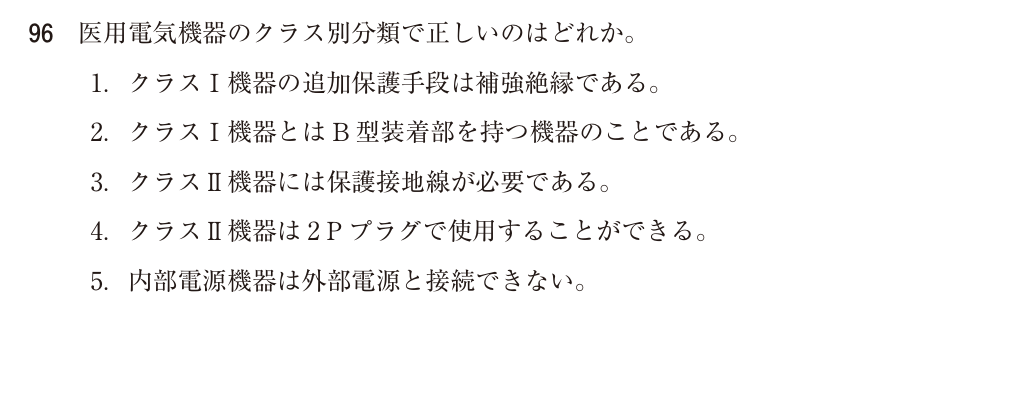 96 医用電気機器のクラス別分類で正しいのはどれか。
1. クラスⅠ機器の追加保護手段は補強絶縁である。
2. クラスⅠ機器とは B 型装着部を持つ機器のことである。
3. クラスⅡ機器には保護接地線が必要である。
4. クラスⅡ機器は 2 P プラグで使用することができる。
5. 内部電源機器は外部電源と接続できない。